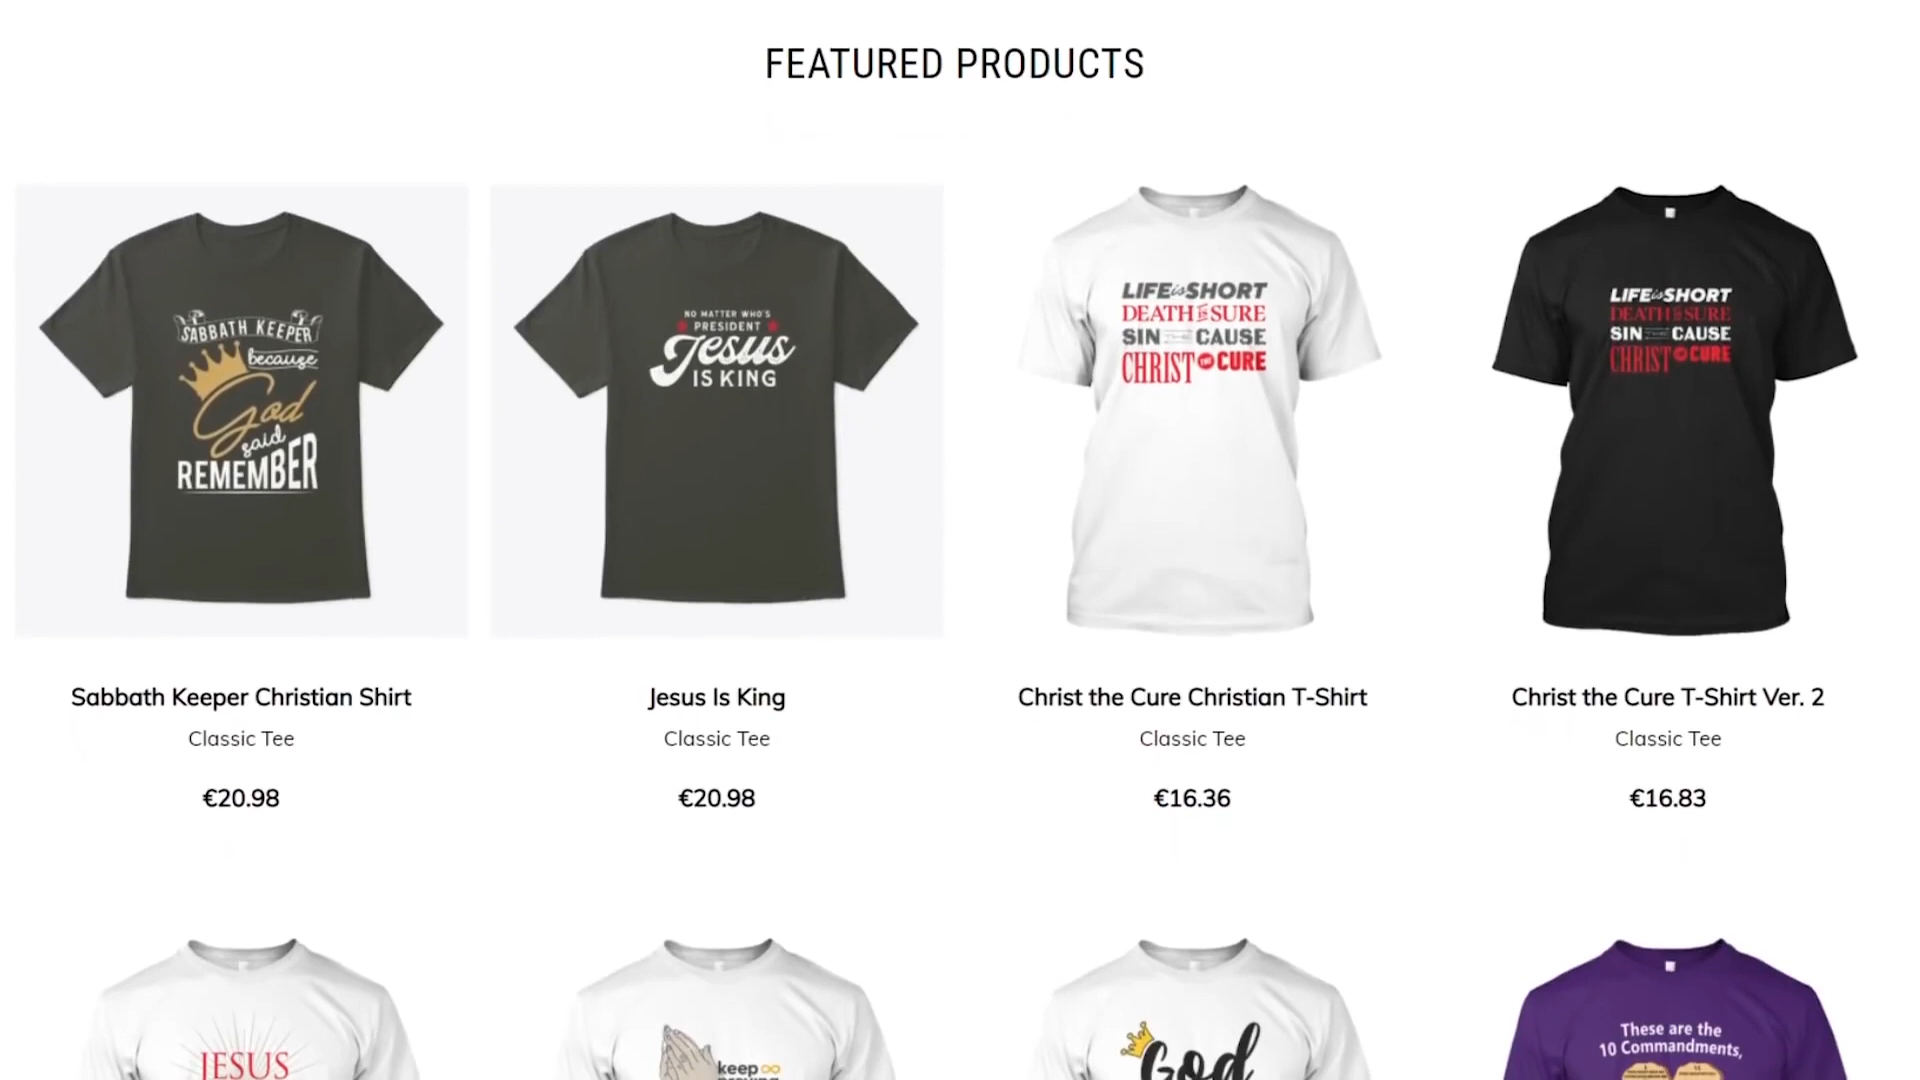 FEATURED PRODUCTS
SABBATH KEEPER
because
God
said
REMEMBER
NO MATTER WHO'S
PRESIDENT
Jesus
IS KING
LIFE is SHORT
DEATH IS SURE
SIN THE CAUSE
CHRIST THE CURE
LIFE is SHORT
DEATH IS SURE
SIN THE CAUSE
CHRIST THE CURE
Sabbath Keeper Christian Shirt
Classic Tee
€20.98
Jesus Is King
Classic Tee
€20.98
Christ the Cure Christian T-Shirt
Classic Tee
€16.36
Christ the Cure T-Shirt Ver. 2
Classic Tee
€16.83
JESUS
keep
praying
God
These are the
10 Commandments,